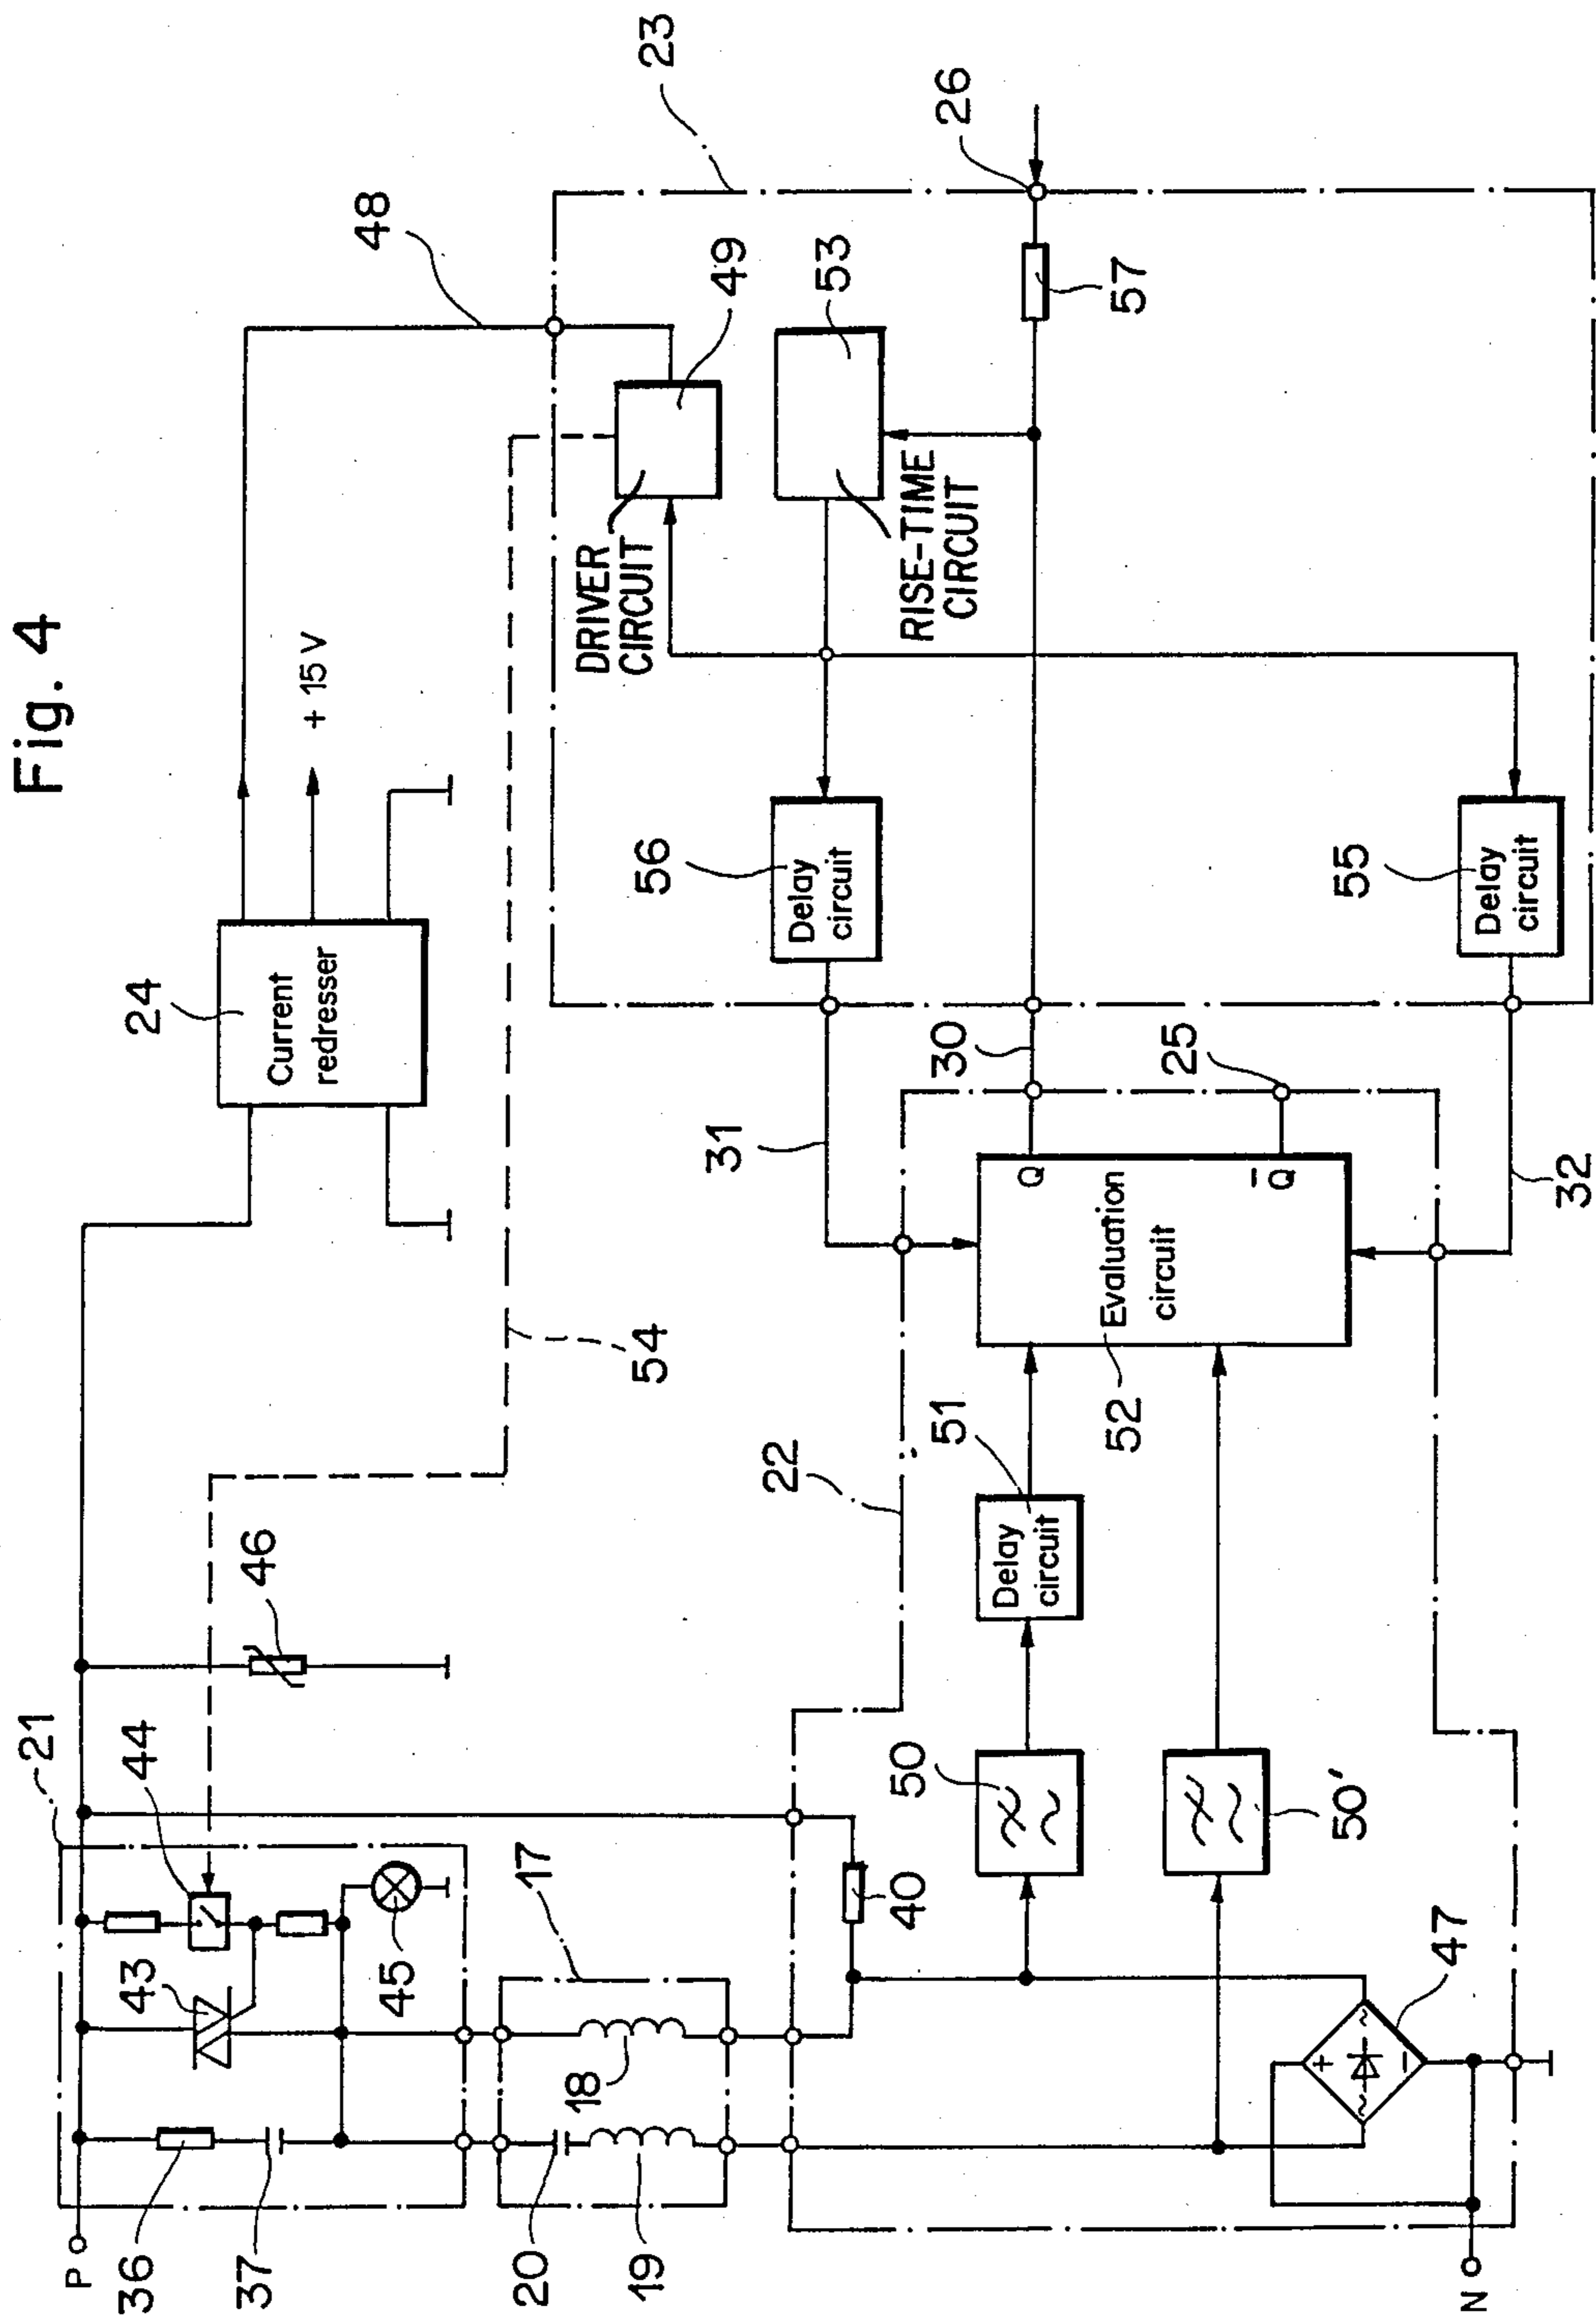 Fig. 4
P
36
37
21
43
44
45
46
24
Current
redresser
+ 15 V
48
54
20
19
18
17
40
22
50
50'
51
Delay
circuit
52
Evaluation
circuit
Q
Q̅
47
+
−
~
~
N
31
30
25
32
23
26
DRIVER
CIRCUIT
49
53
RISE-TIME
CIRCUIT
57
56
Delay
circuit
55
Delay
circuit